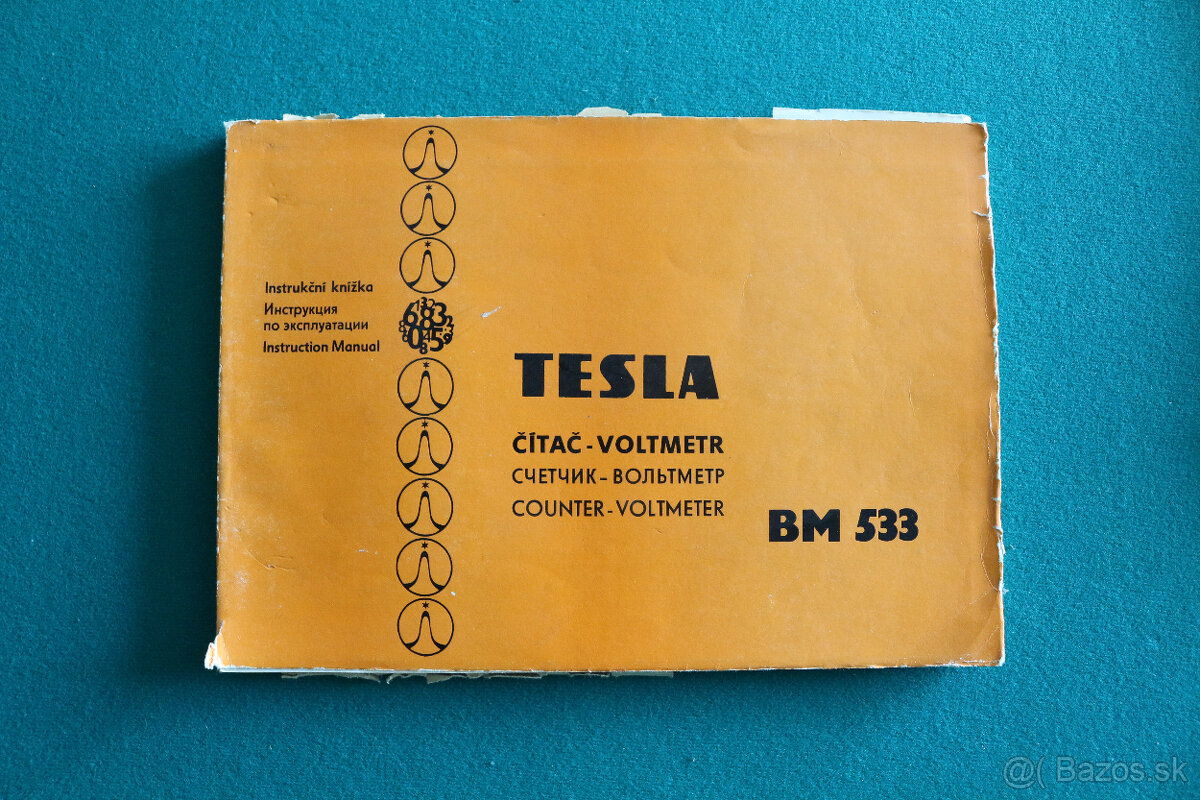 Instrukční knížka
Инструкция
по эксплуатации
Instruction Manual
TESLA
ČÍTAČ-VOLTMETR
СЧЕТЧИК-ВОЛЬТМЕТР
COUNTER-VOLTMETER
BM 533
@( Bazos.sk